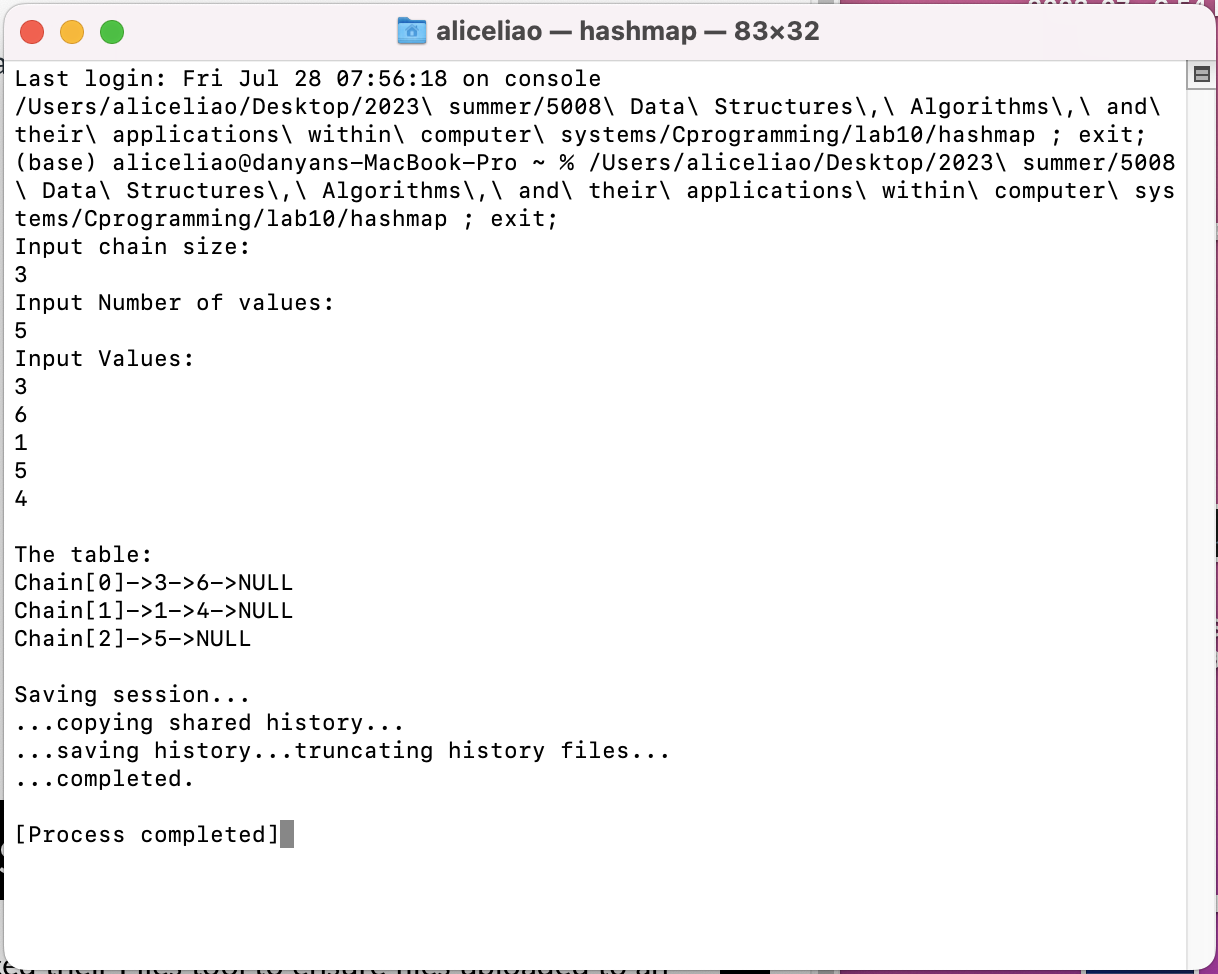 aliceliao — hashmap — 83×32
Last login: Fri Jul 28 07:56:18 on console
/Users/aliceliao/Desktop/2023\ summer/5008\ Data\ Structures\,\ Algorithms\,\ and\
their\ applications\ within\ computer\ systems/Cprogramming/lab10/hashmap ; exit;
(base) aliceliao@danyans-MacBook-Pro ~ % /Users/aliceliao/Desktop/2023\ summer/5008
\ Data\ Structures\,\ Algorithms\,\ and\ their\ applications\ within\ computer\ sys
tems/Cprogramming/lab10/hashmap ; exit;
Input chain size:
3
Input Number of values:
5
Input Values:
3
6
1
5
4
The table:
Chain[0]->3->6->NULL
Chain[1]->1->4->NULL
Chain[2]->5->NULL
Saving session...
...copying shared history...
...saving history...truncating history files...
...completed.
[Process completed]